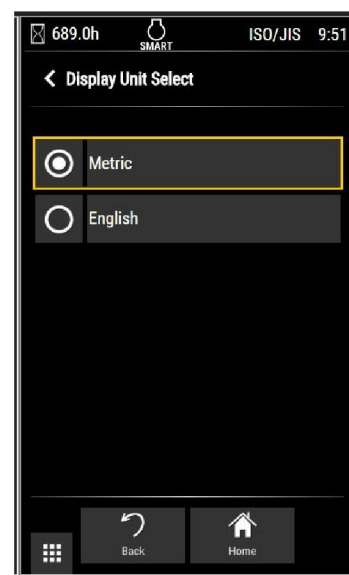 689.0h SMART ISO/JIS 9:51
Display Unit Select
Metric
English
Back Home